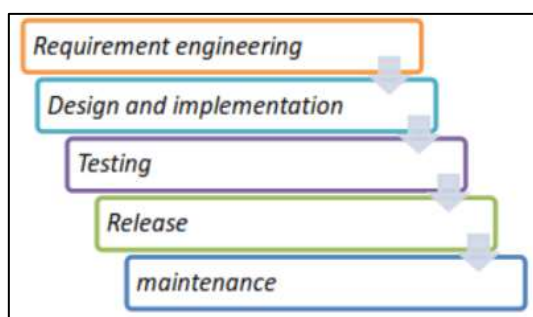 Requirement engineering
Design and implementation
Testing
Release
maintenance